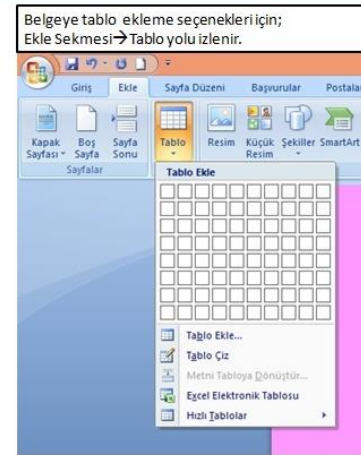 Belgeye tablo ekleme seçenekleri için;
Ekle Sekmesi→Tablo yolu izlenir.
Giriş Ekle Sayfa Düzeni Başvurular Postalar
Kapak Sayfası Boş Sayfa Sayfa Sonu Tablo Resim Küçük Resim Şekiller SmartArt
Sayfalar
Tablo Ekle
Tablo Ekle...
Tablo Çiz
Metni Tabloya Dönüştür...
Excel Elektronik Tablosu
Hızlı Tablolar